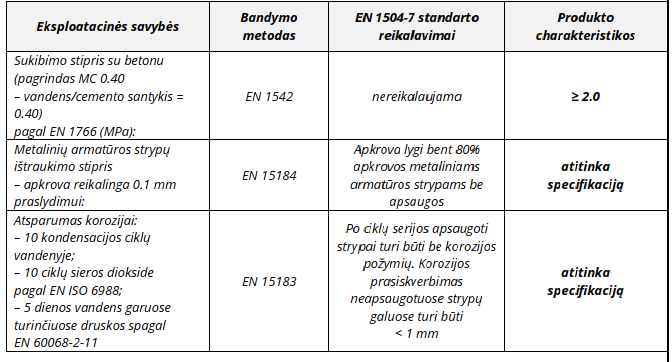 Eksploatacinės savybės
Bandymo
metodas
EN 1504-7 standarto
reikalavimai
Produkto
charakteristikos
Sukibimo stipris su betonu
(pagrindas MC 0.40
– vandens/cemento santykis =
0.40)
pagal EN 1766 (MPa):
EN 1542
nereikalaujama
≥ 2.0
Metalinių armatūros strypų
ištraukimo stipris
– apkrova reikalinga 0.1 mm
praslydimui:
EN 15184
Apkrova lygi bent 80%
apkrovos metaliniams
armatūros strypams be
apsaugos
atitinka
specifikaciją
Atsparumas korozijai:
– 10 kondensacijos ciklų
vandenyje;
– 10 ciklų sieros diokside
pagal EN ISO 6988;
– 5 dienos vandens garuose
turinčiuose druskos spagal
EN 60068-2-11
EN 15183
Po ciklų serijos apsaugoti
strypai turi būti be korozijos
požymių. Korozijos
prasiskverbimas
neapsaugotuose strypų
galuose turi būti
< 1 mm
atitinka
specifikaciją